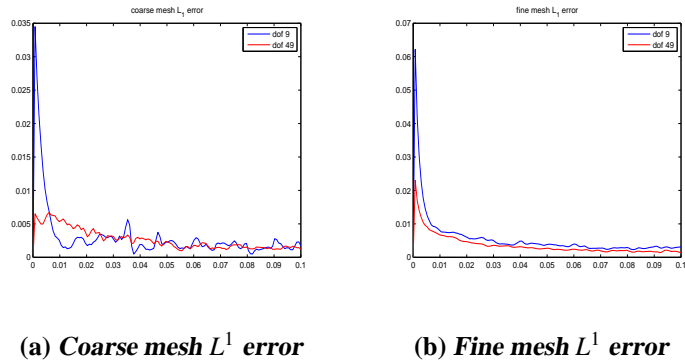 coarse mesh L₁ error
dof 9
dof 49
0.035
0.03
0.025
0.02
0.015
0.01
0.005
0
0 0.01 0.02 0.03 0.04 0.05 0.06 0.07 0.08 0.09 0.1
(a) Coarse mesh L¹ error
fine mesh L₁ error
dof 9
dof 49
0.07
0.06
0.05
0.04
0.03
0.02
0.01
0
0 0.01 0.02 0.03 0.04 0.05 0.06 0.07 0.08 0.09 0.1
(b) Fine mesh L¹ error